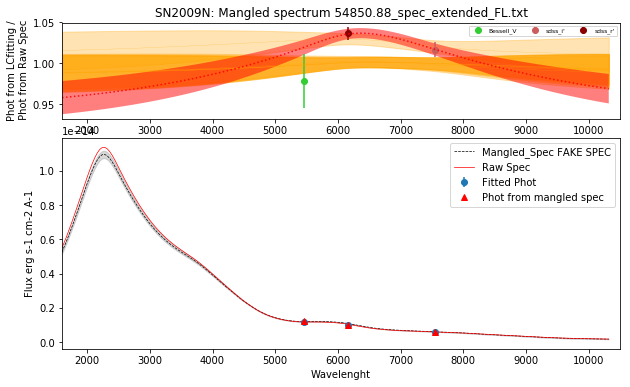 SN2009N: Mangled spectrum 54850.88_spec_extended_FL.txt
Phot from LCfitting /
Phot from Raw Spec
1.05
1.00
0.95
Bessell_V
sdss_i'
sdss_r'
2000 3000 4000 5000 6000 7000 8000 9000 10000
1e−14
Flux erg s-1 cm-2 A-1
1.0
0.8
0.6
0.4
0.2
0.0
Mangled_Spec FAKE SPEC
Raw Spec
Fitted Phot
Phot from mangled spec
2000 3000 4000 5000 6000 7000 8000 9000 10000
Wavelenght